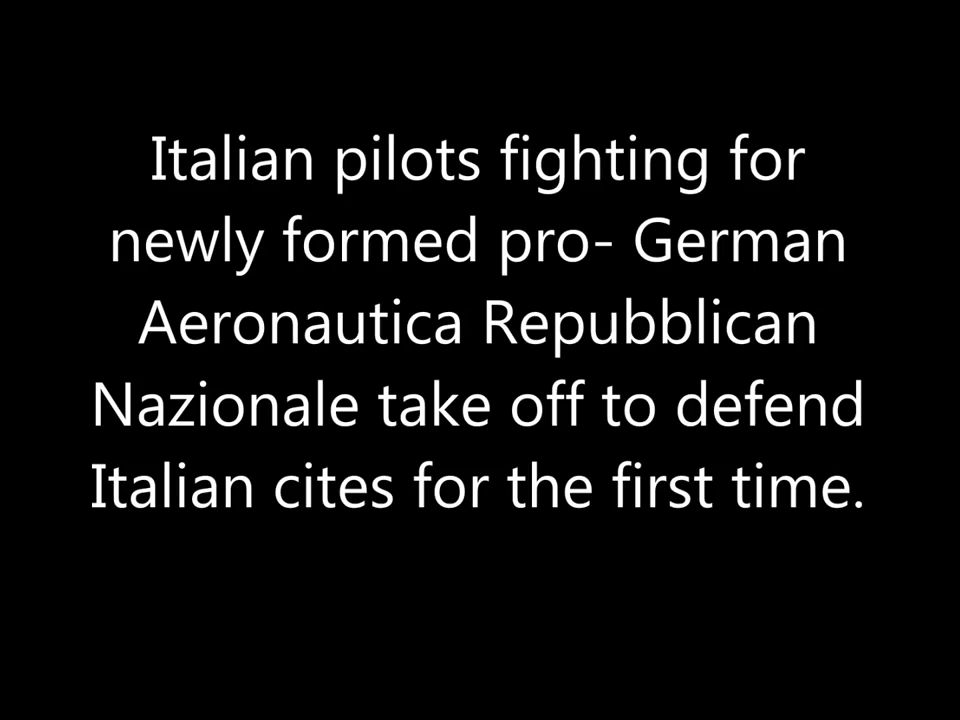 Italian pilots fighting for
newly formed pro- German
Aeronautica Repubblican
Nazionale take off to defend
Italian cites for the first time.